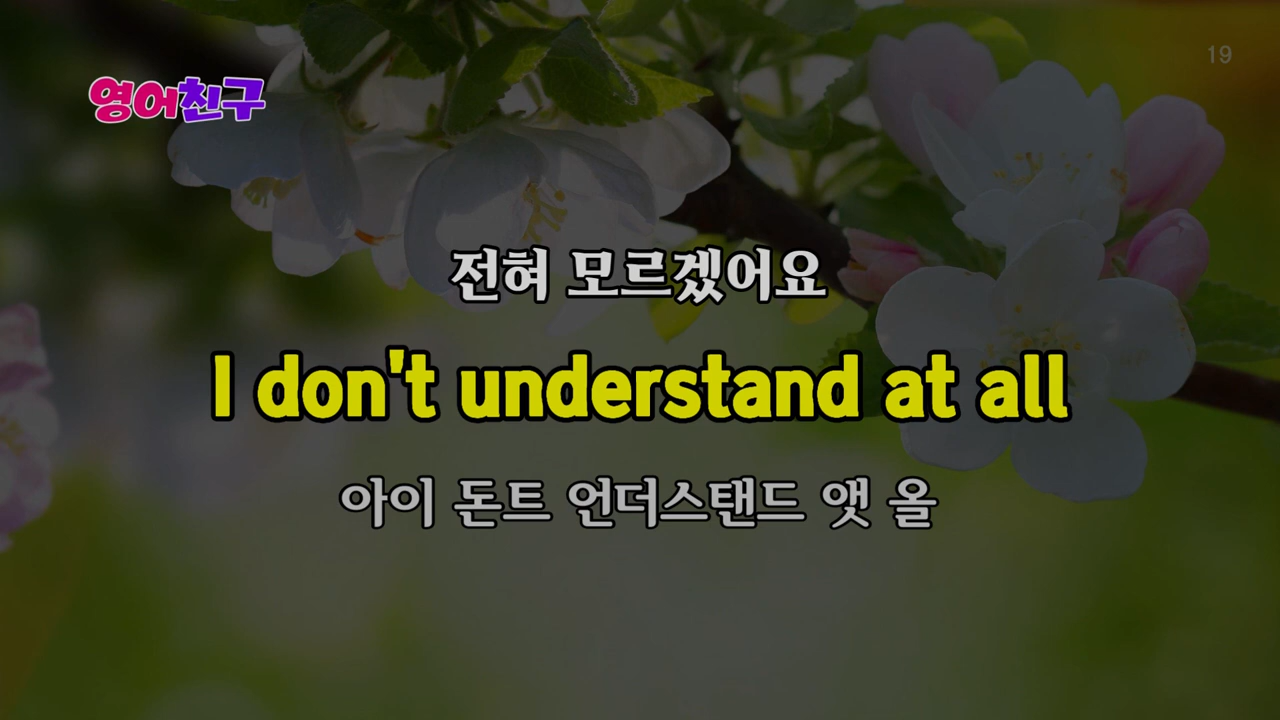 19
영어친구
전혀 모르겠어요
I don't understand at all
아이 돈트 언더스탠드 앳 올